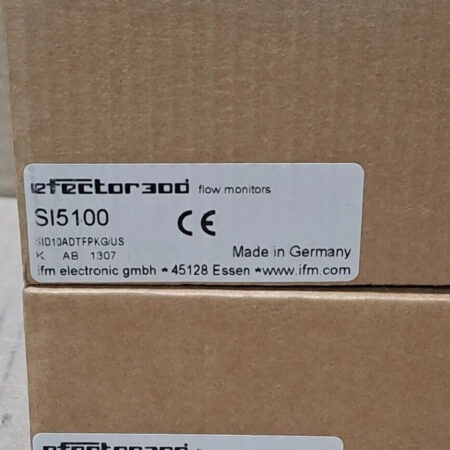 efector300 flow monitors
SI5100
CE
SID10ADTFPKG/US
K AB 1307
Made in Germany
ifm electronic gmbh * 45128 Essen * www.ifm.com
efector300